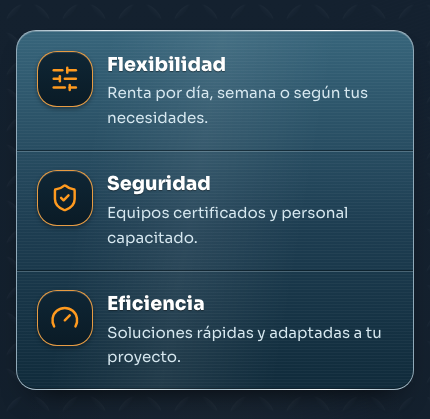 Flexibilidad
Renta por día, semana o según tus
necesidades.
Seguridad
Equipos certificados y personal
capacitado.
Eficiencia
Soluciones rápidas y adaptadas a tu
proyecto.